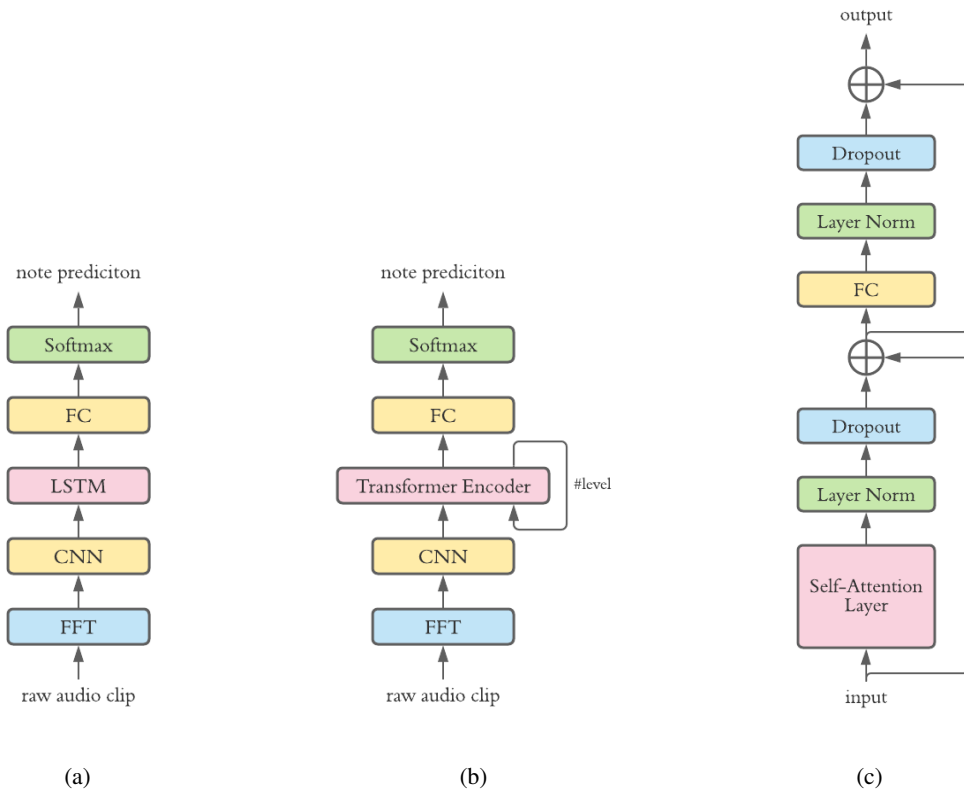 note prediciton
Softmax
FC
LSTM
CNN
FFT
raw audio clip
(a)
note prediciton
Softmax
FC
Transformer Encoder
#level
CNN
FFT
raw audio clip
(b)
output
Dropout
Layer Norm
FC
Dropout
Layer Norm
Self-Attention
Layer
input
(c)